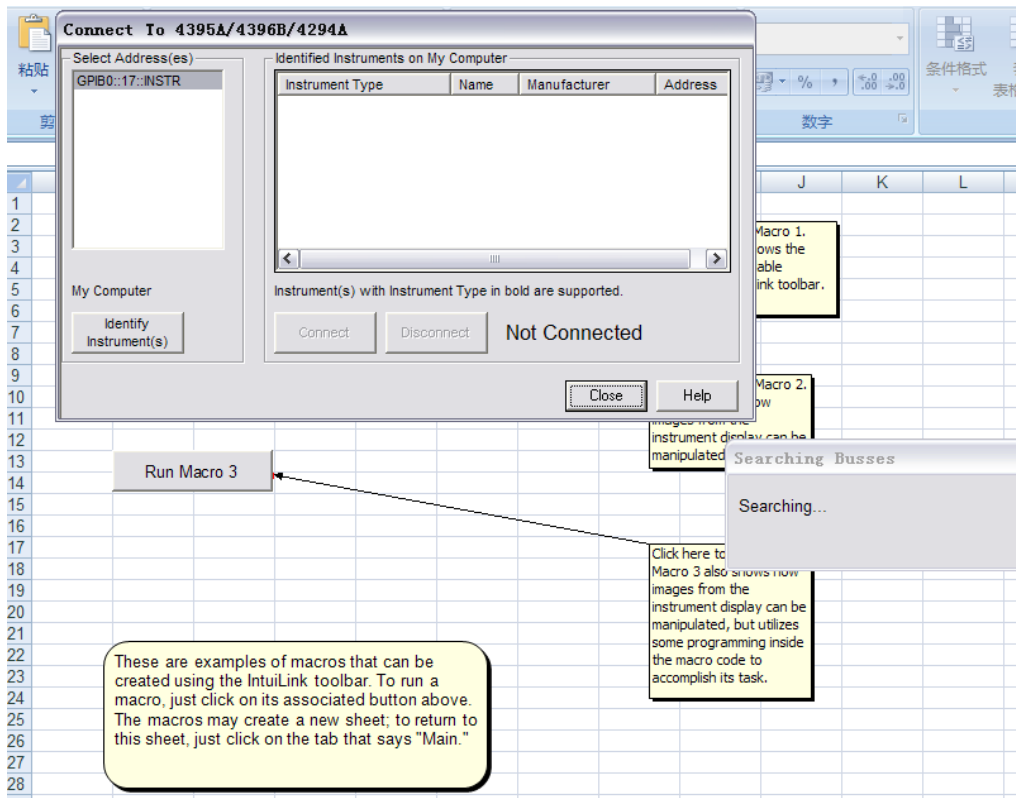 Connect To 4395A/4396B/4294A
Select Address(es)
GPIB0::17::INSTR
My Computer
Identify
Instrument(s)
Identified Instruments on My Computer
Instrument Type Name Manufacturer Address
Instrument(s) with Instrument Type in bold are supported.
Connect Disconnect Not Connected
Close Help
粘贴
剪
% ,
.0 .00
.00 .0
数字
条件格式
表格
J K L
1
2
3
4
5
6
7
8
9
10
11
12
13
14
15
16
17
18
19
20
21
22
23
24
25
26
27
28
Macro 1.
ows the
able
ink toolbar.
Macro 2.
ow
images from the
instrument display can be
manipulated
Searching Busses
Searching...
Run Macro 3
Click here to
Macro 3 also shows how
images from the
instrument display can be
manipulated, but utilizes
some programming inside
the macro code to
accomplish its task.
These are examples of macros that can be
created using the IntuiLink toolbar. To run a
macro, just click on its associated button above.
The macros may create a new sheet; to return to
this sheet, just click on the tab that says "Main."